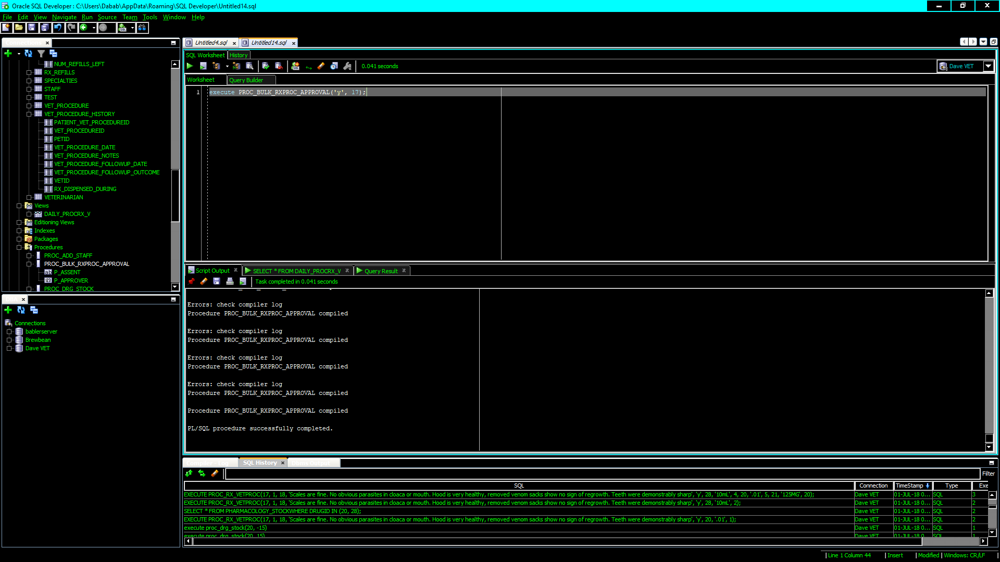 Oracle SQL Developer : C:\Users\Dabab\AppData\Roaming\SQL Developer\Untitled14.sql
File Edit View Navigate Run Source Team Tools Window Help
Connections
NUM_REFILLS_LEFT
RX_REFILLS
SPECIALTIES
STAFF
TEST
VET_PROCEDURE
VET_PROCEDURE_HISTORY
PATIENT_VET_PROCEDUREID
VET_PROCEDUREID
PETID
VET_PROCEDURE_DATE
VET_PROCEDURE_NOTES
VET_PROCEDURE_FOLLOWUP_DATE
VET_PROCEDURE_FOLLOWUP_OUTCOME
VETID
RX_DISPENSED_DURING
VETERINARIAN
Views
DAILY_PROCRX_V
Editioning Views
Indexes
Packages
Procedures
PROC_ADD_STAFF
PROC_BULK_RXPROC_APPROVAL
P_ASSENT
P_APPROVER
PROC_DRG_STOCK
DBA
Connections
bablerserver
Brewbean
Dave VET
Untitled4.sql Untitled14.sql
SQL Worksheet History
0.041 seconds
Dave VET
Worksheet Query Builder
1 execute PROC_BULK_RXPROC_APPROVAL('y', 17);
Script Output SELECT * FROM DAILY_PROCRX_V Query Result
Task completed in 0.041 seconds
Errors: check compiler log
Procedure PROC_BULK_RXPROC_APPROVAL compiled
Errors: check compiler log
Procedure PROC_BULK_RXPROC_APPROVAL compiled
Errors: check compiler log
Procedure PROC_BULK_RXPROC_APPROVAL compiled
Errors: check compiler log
Procedure PROC_BULK_RXPROC_APPROVAL compiled
Procedure PROC_BULK_RXPROC_APPROVAL compiled
PL/SQL procedure successfully completed.
Compiler - Log SQL History Dbms Output
Filter
SQL Connection TimeStamp Type Exe
EXECUTE PROC_RX_VETPROC(17, 1, 18, 'Scales are fine. No obvious parasites in cloaca or mouth. Hood is very healthy, removed venom sacks show no sign of regrowth. Teeth were demonstrably sharp', 'y', 28, '10mL', 4, 20, '.01', 5, 21, '125MG', 20); Dave VET 01-JUL-18 0... SQL 3
EXECUTE PROC_RX_VETPROC(17, 1, 18, 'Scales are fine. No obvious parasites in cloaca or mouth. Hood is very healthy, removed venom sacks show no sign of regrowth. Teeth were demonstrably sharp', 'y', 28, '10mL', 2); Dave VET 01-JUL-18 0... SQL 2
SELECT * FROM PHARMACOLOGY_STOCKWHERE DRUGID IN (20, 28); Dave VET 01-JUL-18 0... SQL 2
EXECUTE PROC_RX_VETPROC(17, 1, 18, 'Scales are fine. No obvious parasites in cloaca or mouth. Hood is very healthy, removed venom sacks show no sign of regrowth. Teeth were demonstrably sharp', 'y', 20, '.01', 1); Dave VET 01-JUL-18 0... SQL 2
execute proc_drg_stock(20, -15) Dave VET 01-JUL-18 0... SQL 1
execute proc_drg_stock(20, 15) Dave VET 01-JUL-18 0... SQL 1
Line 1 Column 44 Insert Modified Windows: CR/LF